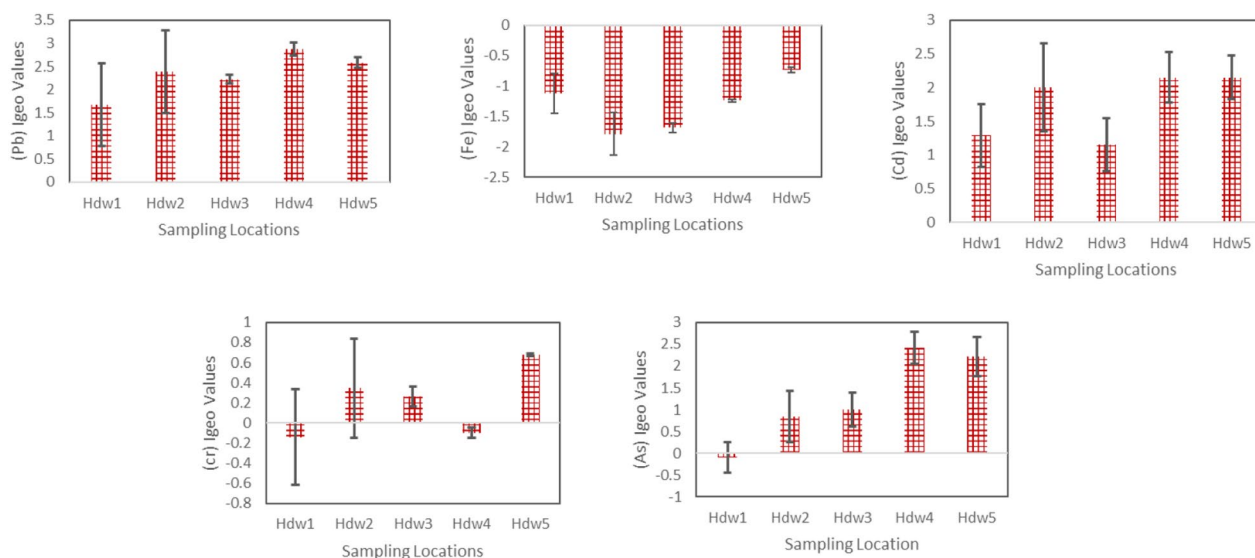 (Pb) Igeo Values
3.5
3
2.5
2
1.5
1
0.5
0
Hdw1 Hdw2 Hdw3 Hdw4 Hdw5
Sampling Locations
(Fe) Igeo Values
0
-0.5
-1
-1.5
-2
-2.5
Hdw1 Hdw2 Hdw3 Hdw4 Hdw5
Sampling Locations
(Cd) Igeo Values
3
2.5
2
1.5
1
0.5
0
Hdw1 Hdw2 Hdw3 Hdw4 Hdw5
Sampling Locations
(cr) Igeo Values
1
0.8
0.6
0.4
0.2
0
-0.2
-0.4
-0.6
-0.8
Hdw1 Hdw2 Hdw3 Hdw4 Hdw5
Sampling Locations
(As) Igeo Values
3
2.5
2
1.5
1
0.5
0
-0.5
-1
Hdw1 Hdw2 Hdw3 Hdw4 Hdw5
Sampling Location